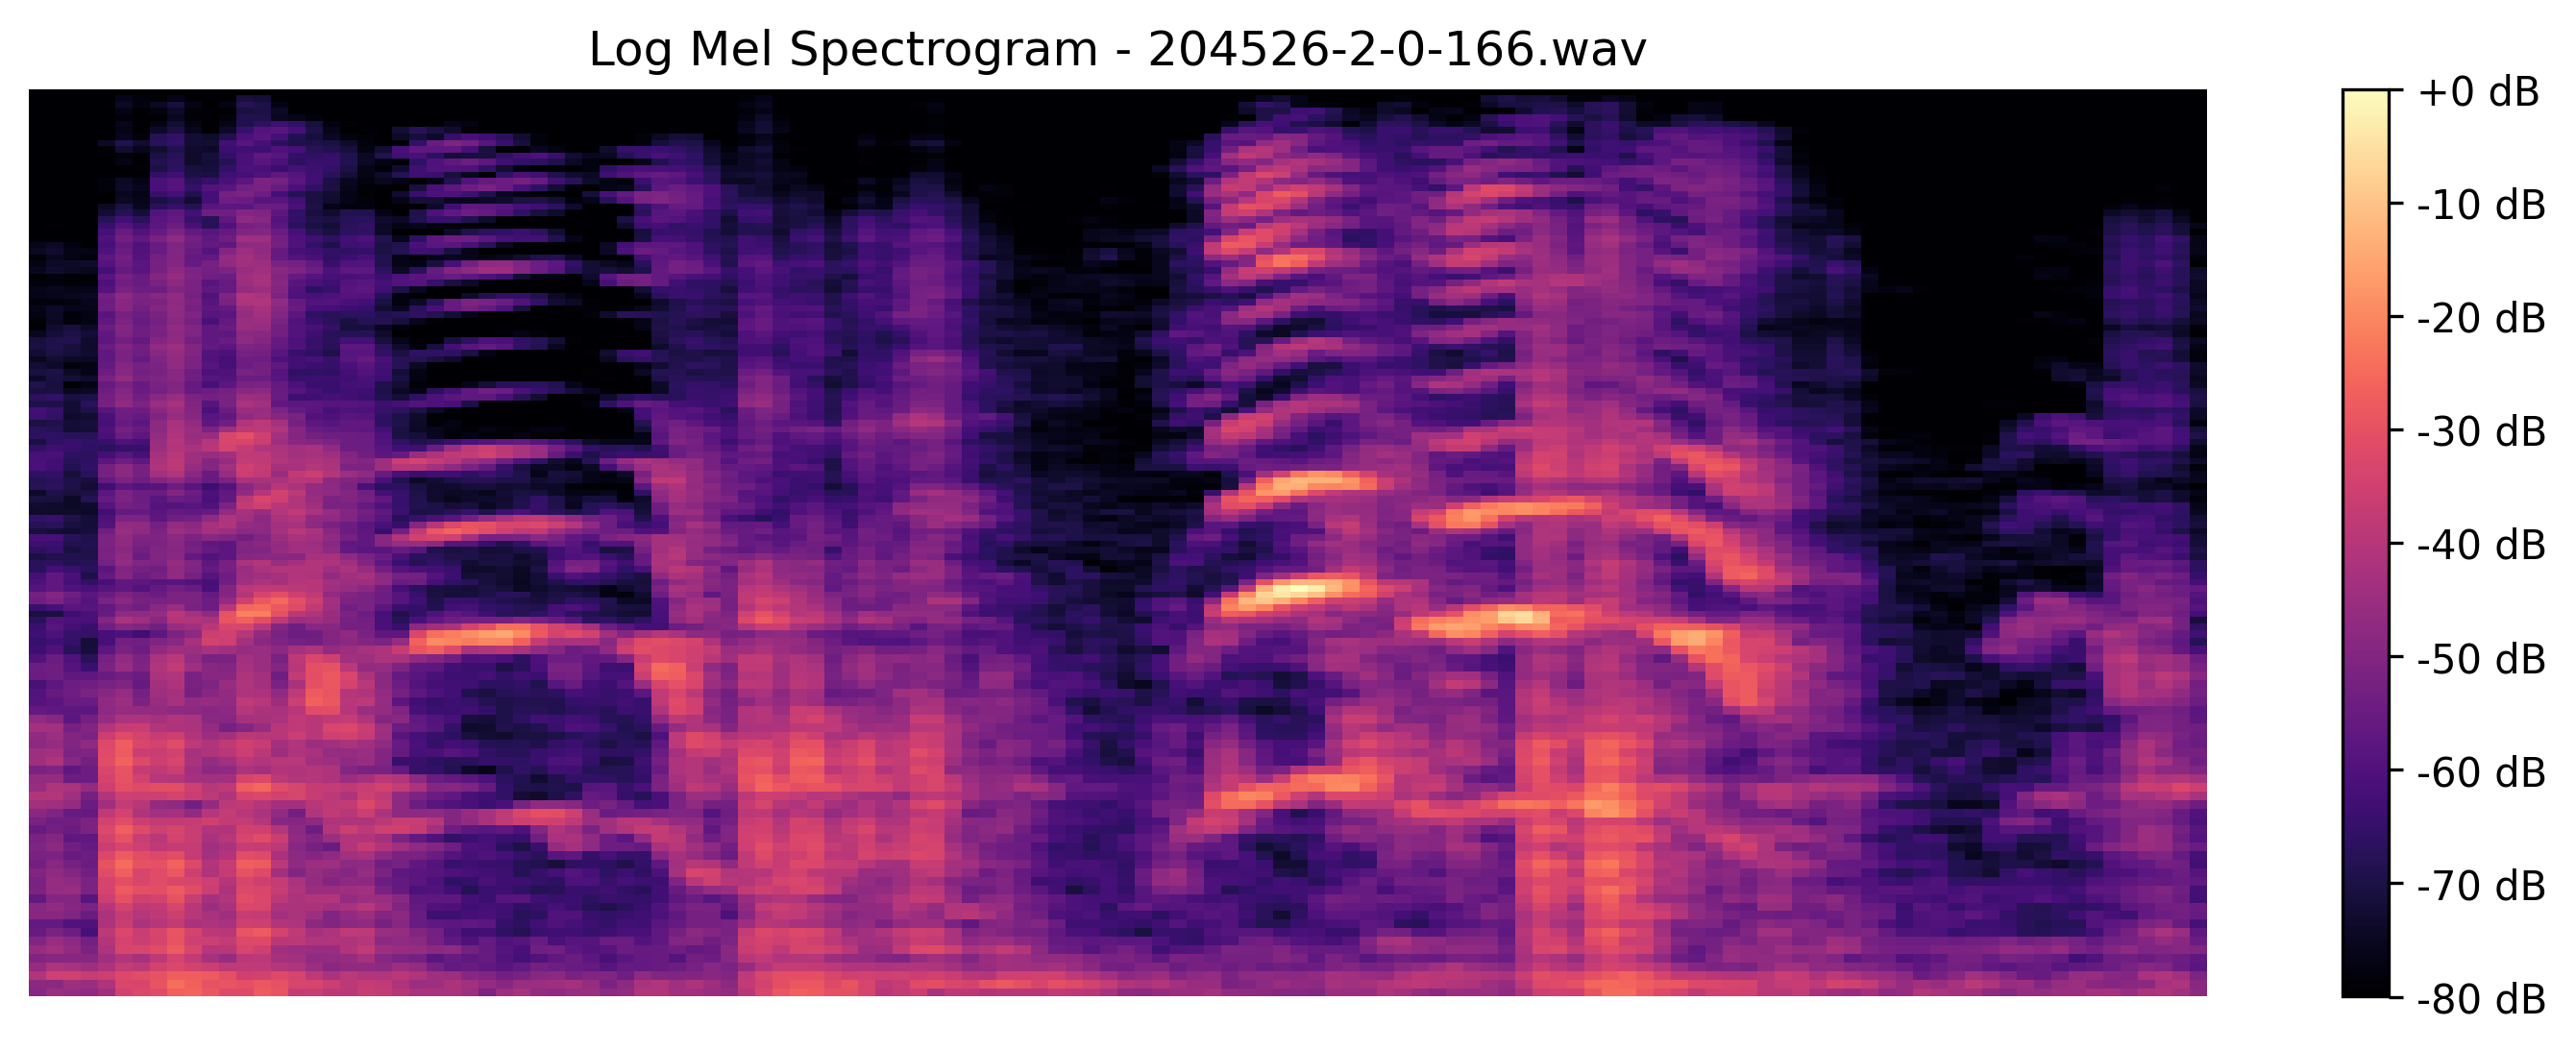 Log Mel Spectrogram - 204526-2-0-166.wav
+0 dB
-10 dB
-20 dB
-30 dB
-40 dB
-50 dB
-60 dB
-70 dB
-80 dB